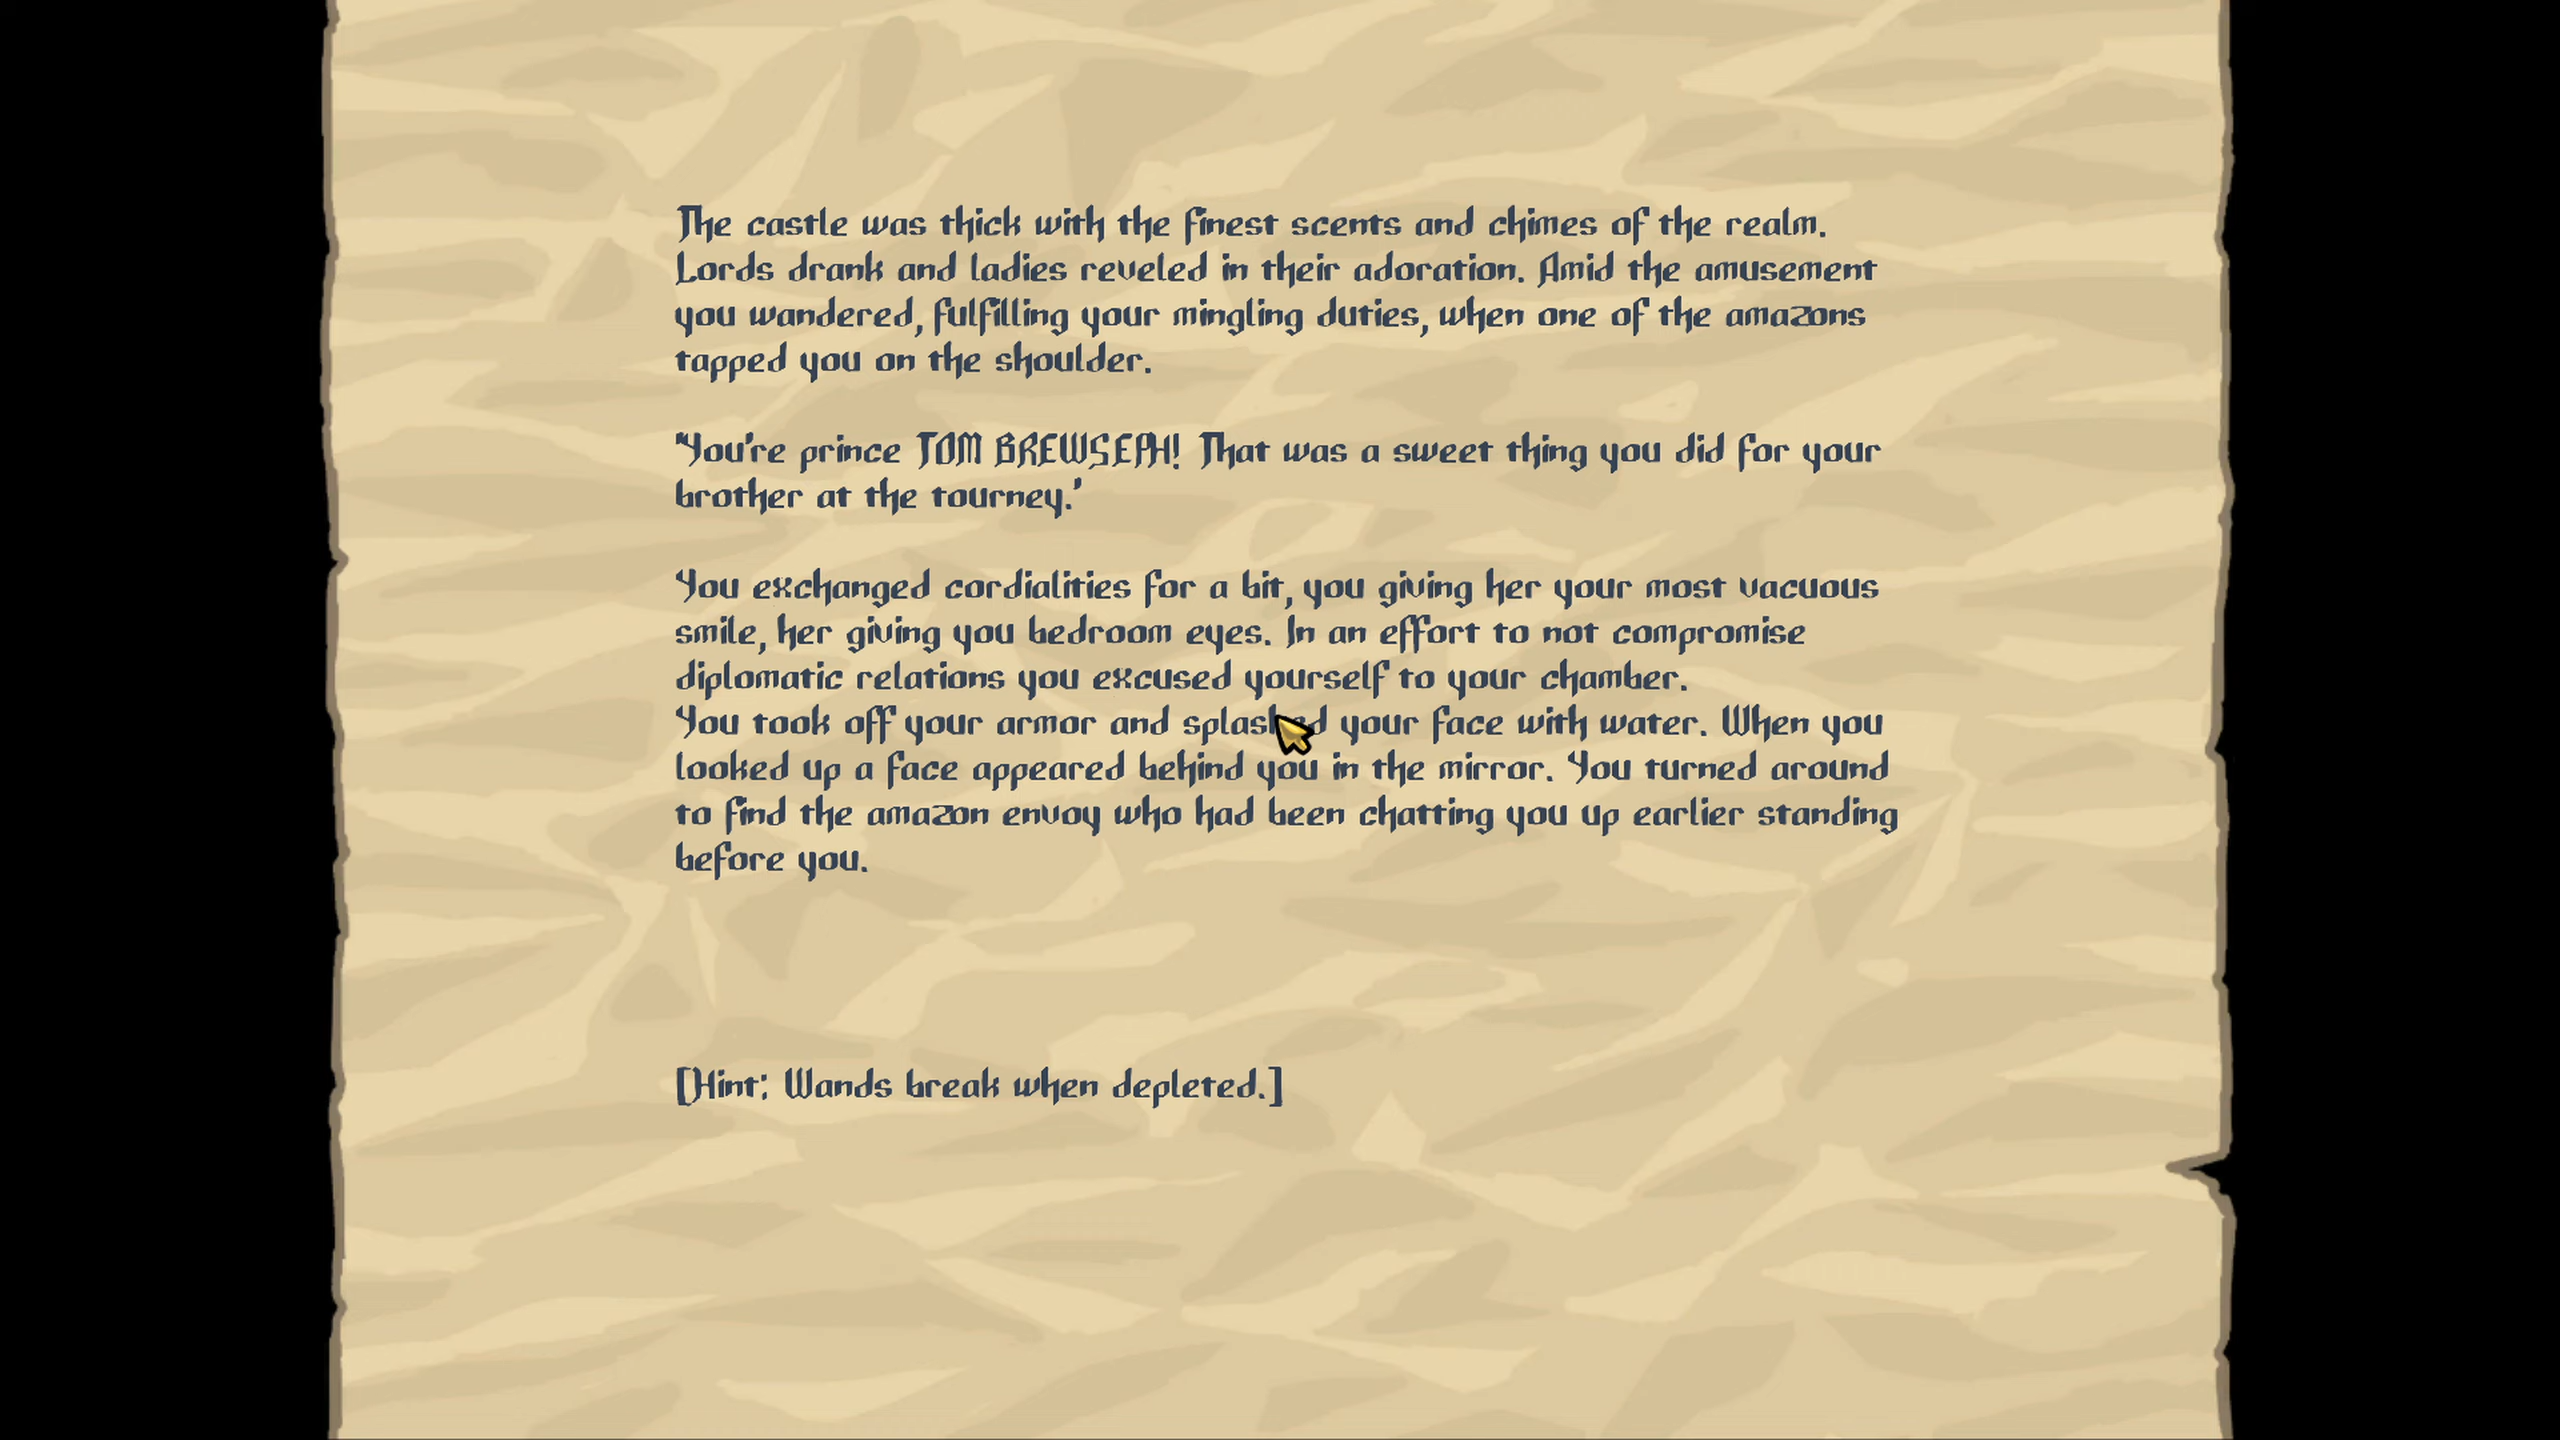 The castle was thick with the finest scents and chimes of the realm.
Lords drank and ladies reveled in their adoration. Amid the amusement
you wandered, fulfilling your mingling duties, when one of the amazons
tapped you on the shoulder.
"You're prince TOM BREWSEPH! That was a sweet thing you did for your
brother at the tourney.'
You exchanged cordialities for a bit, you giving her your most vacuous
smile, her giving you bedroom eyes. In an effort to not compromise
diplomatic relations you excused yourself to your chamber.
You took off your armor and splashed your face with water. When you
looked up a face appeared behind you in the mirror. You turned around
to find the amazon envoy who had been chatting you up earlier standing
before you.
[Hint: Wands break when depleted.]